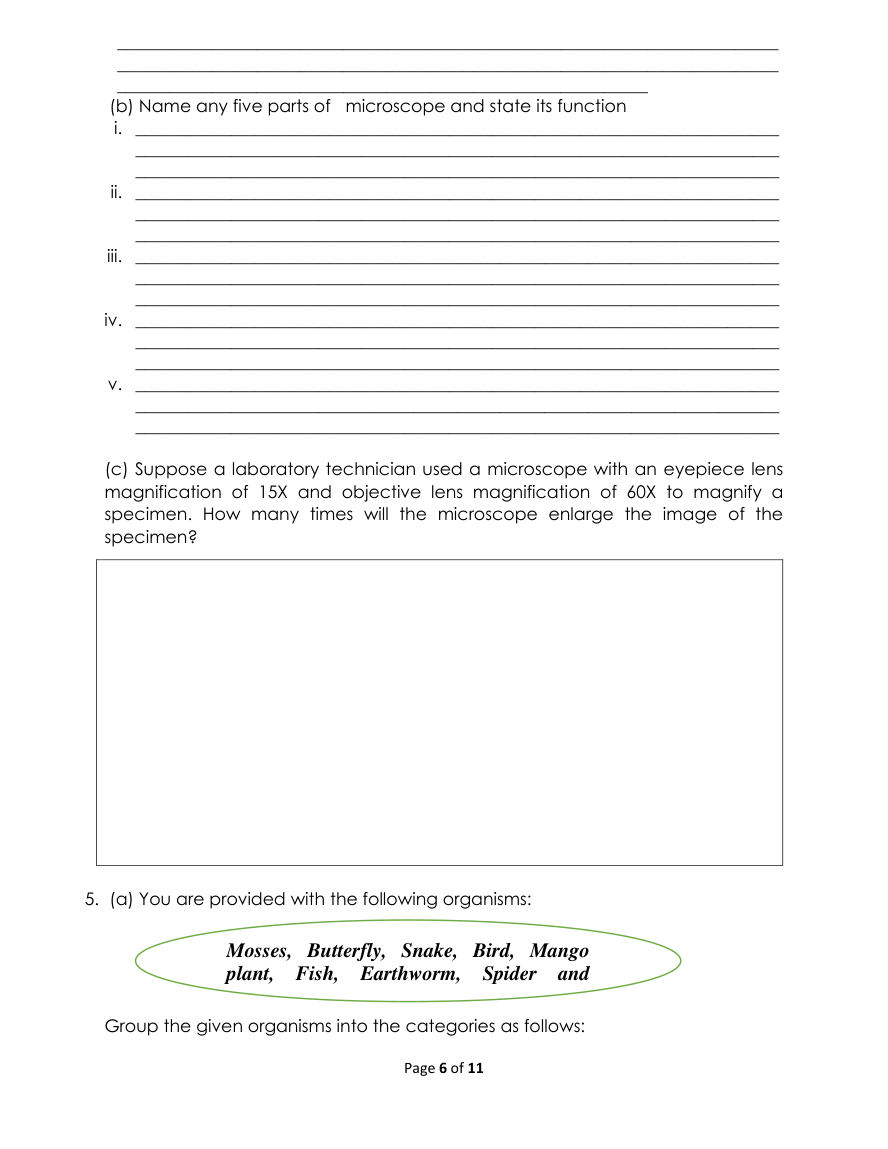 (b) Name any five parts of microscope and state its function
i.
ii.
iii.
iv.
v.
(c) Suppose a laboratory technician used a microscope with an eyepiece lens
magnification of 15X and objective lens magnification of 60X to magnify a
specimen. How many times will the microscope enlarge the image of the
specimen?
5. (a) You are provided with the following organisms:
Mosses, Butterfly, Snake, Bird, Mango
plant, Fish, Earthworm, Spider and
Group the given organisms into the categories as follows:
Page 6 of 11